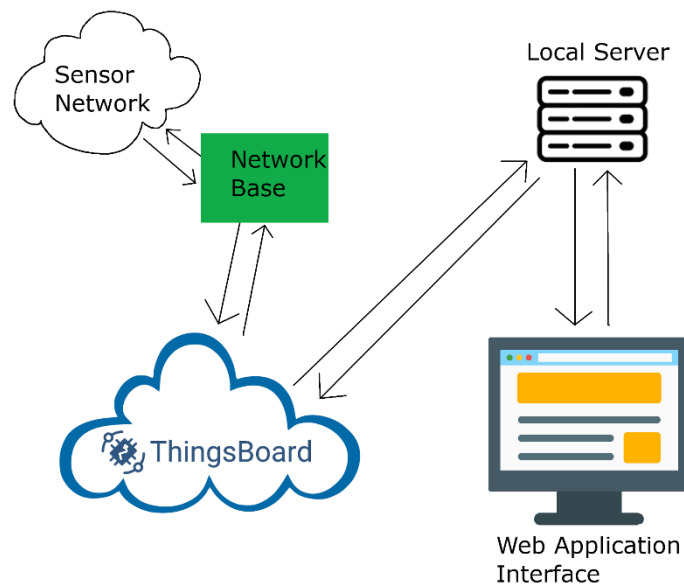 Sensor
Network
Network
Base
Local Server
ThingsBoard
Web Application
Interface